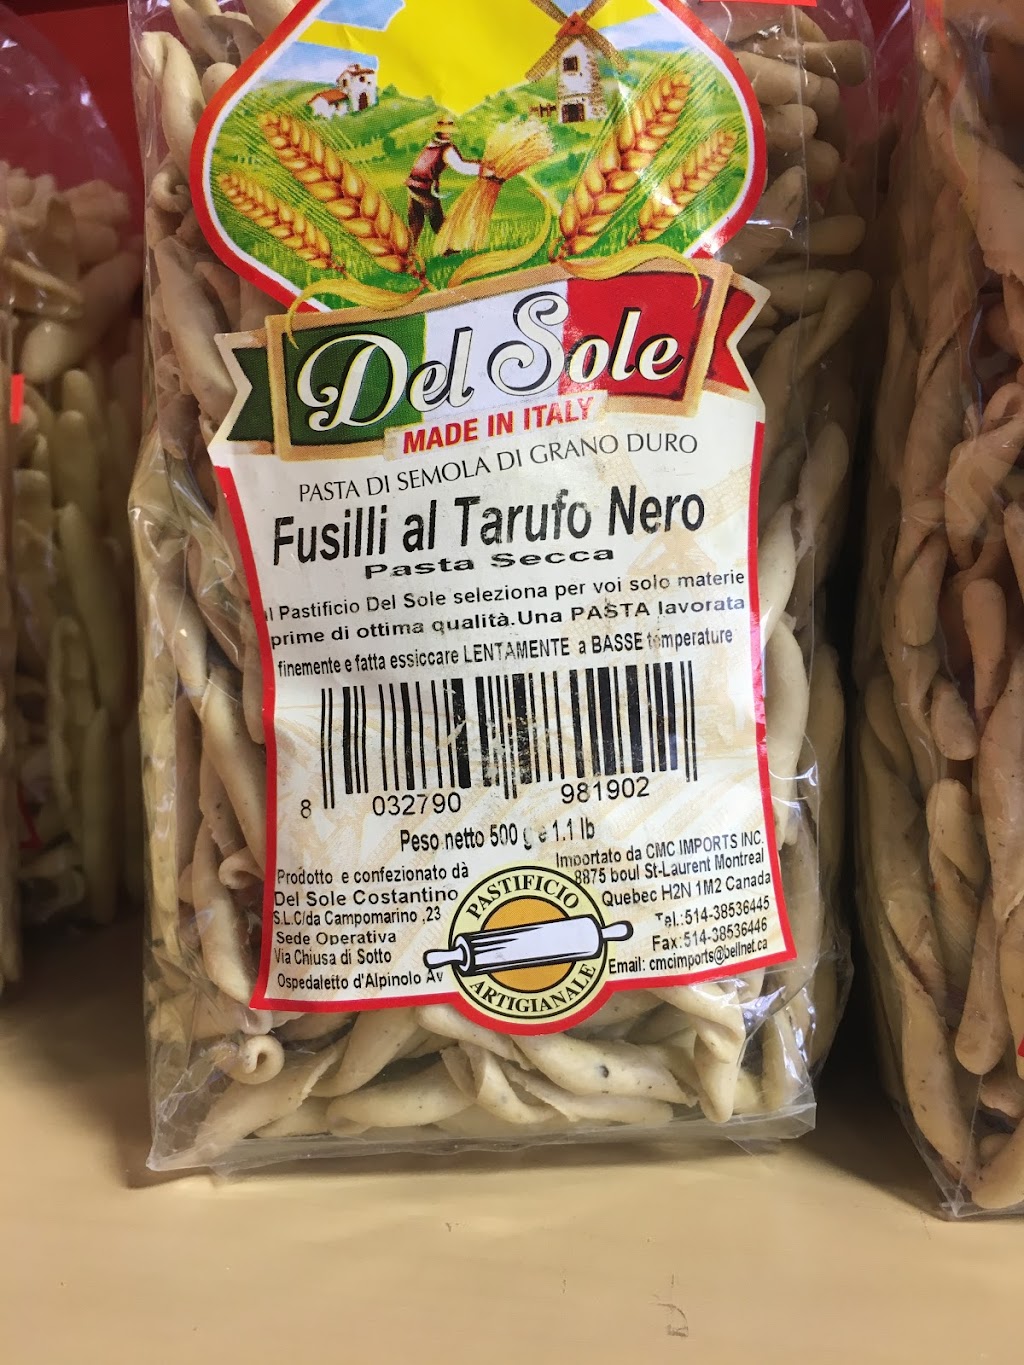 Del Sole
MADE IN ITALY
PASTA DI SEMOLA DI GRANO DURO
Fusilli al Tarufo Nero
Pasta Secca
l Pastificio Del Sole seleziona per voi solo materie
prime di ottima qualità.Una PASTA lavorata
finemente e fatta essiccare LENTAMENTE a BASSE temperature
8 032790 981902
Peso netto 500 g e 1.1 lb
Prodotto e confezionato dà
Del Sole Costantino
S.L.C/da Campomarino ,23
Sede Operativa
Via Chiusa di Sotto
Ospedaletto d'Alpinolo Av
PASTIFICIO
ARTIGIANALE
Importato da CMC IMPORTS INC.
8875 boul St-Laurent Montreal
Quebec H2N 1M2 Canada
Tel.:514-38536445
Fax:514-38536446
Email: cmcimports@bellnet.ca